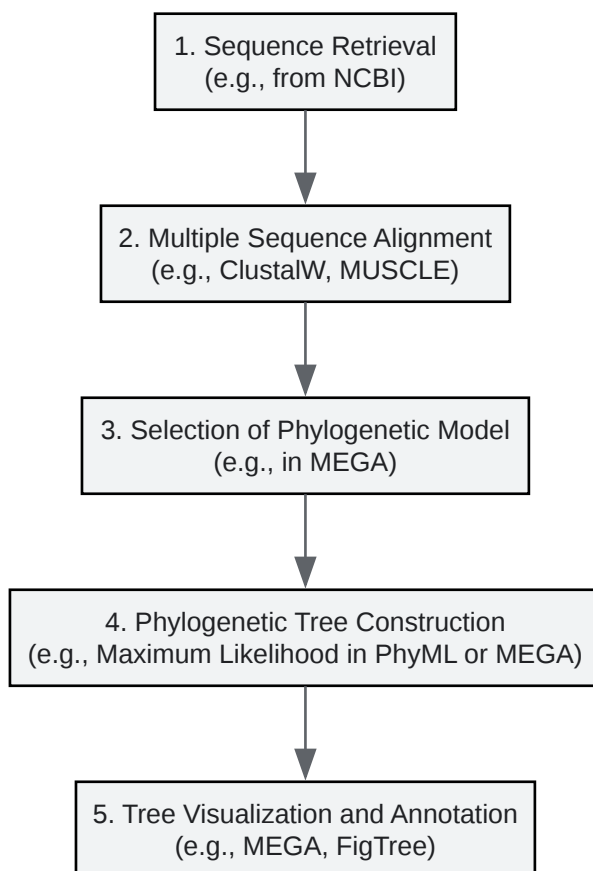 1. Sequence Retrieval
(e.g., from NCBI)
2. Multiple Sequence Alignment
(e.g., ClustalW, MUSCLE)
3. Selection of Phylogenetic Model
(e.g., in MEGA)
4. Phylogenetic Tree Construction
(e.g., Maximum Likelihood in PhyML or MEGA)
5. Tree Visualization and Annotation
(e.g., MEGA, FigTree)